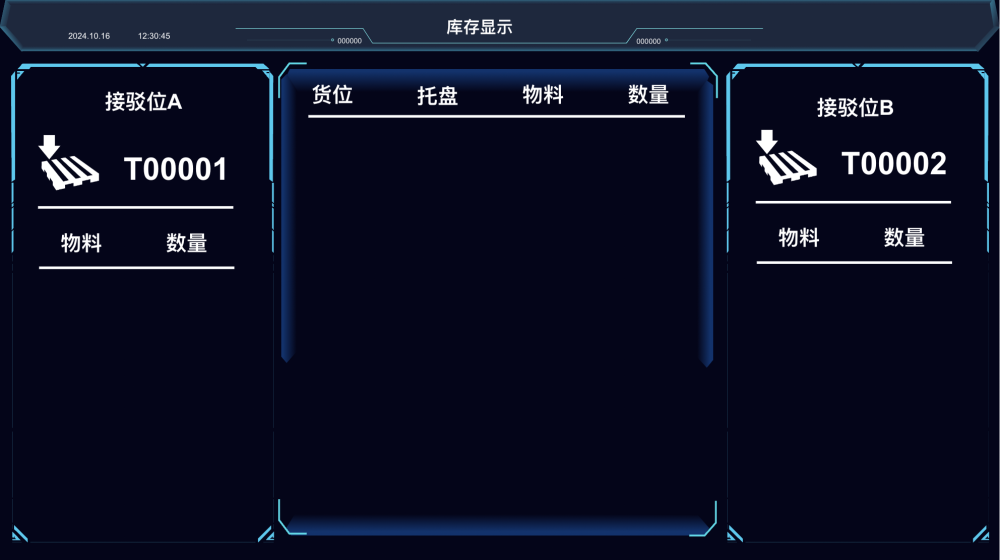 库存显示
2024.10.16 12:30:45
000000 000000
接驳位A
T00001
物料 数量
货位 托盘 物料 数量
接驳位B
T00002
物料 数量